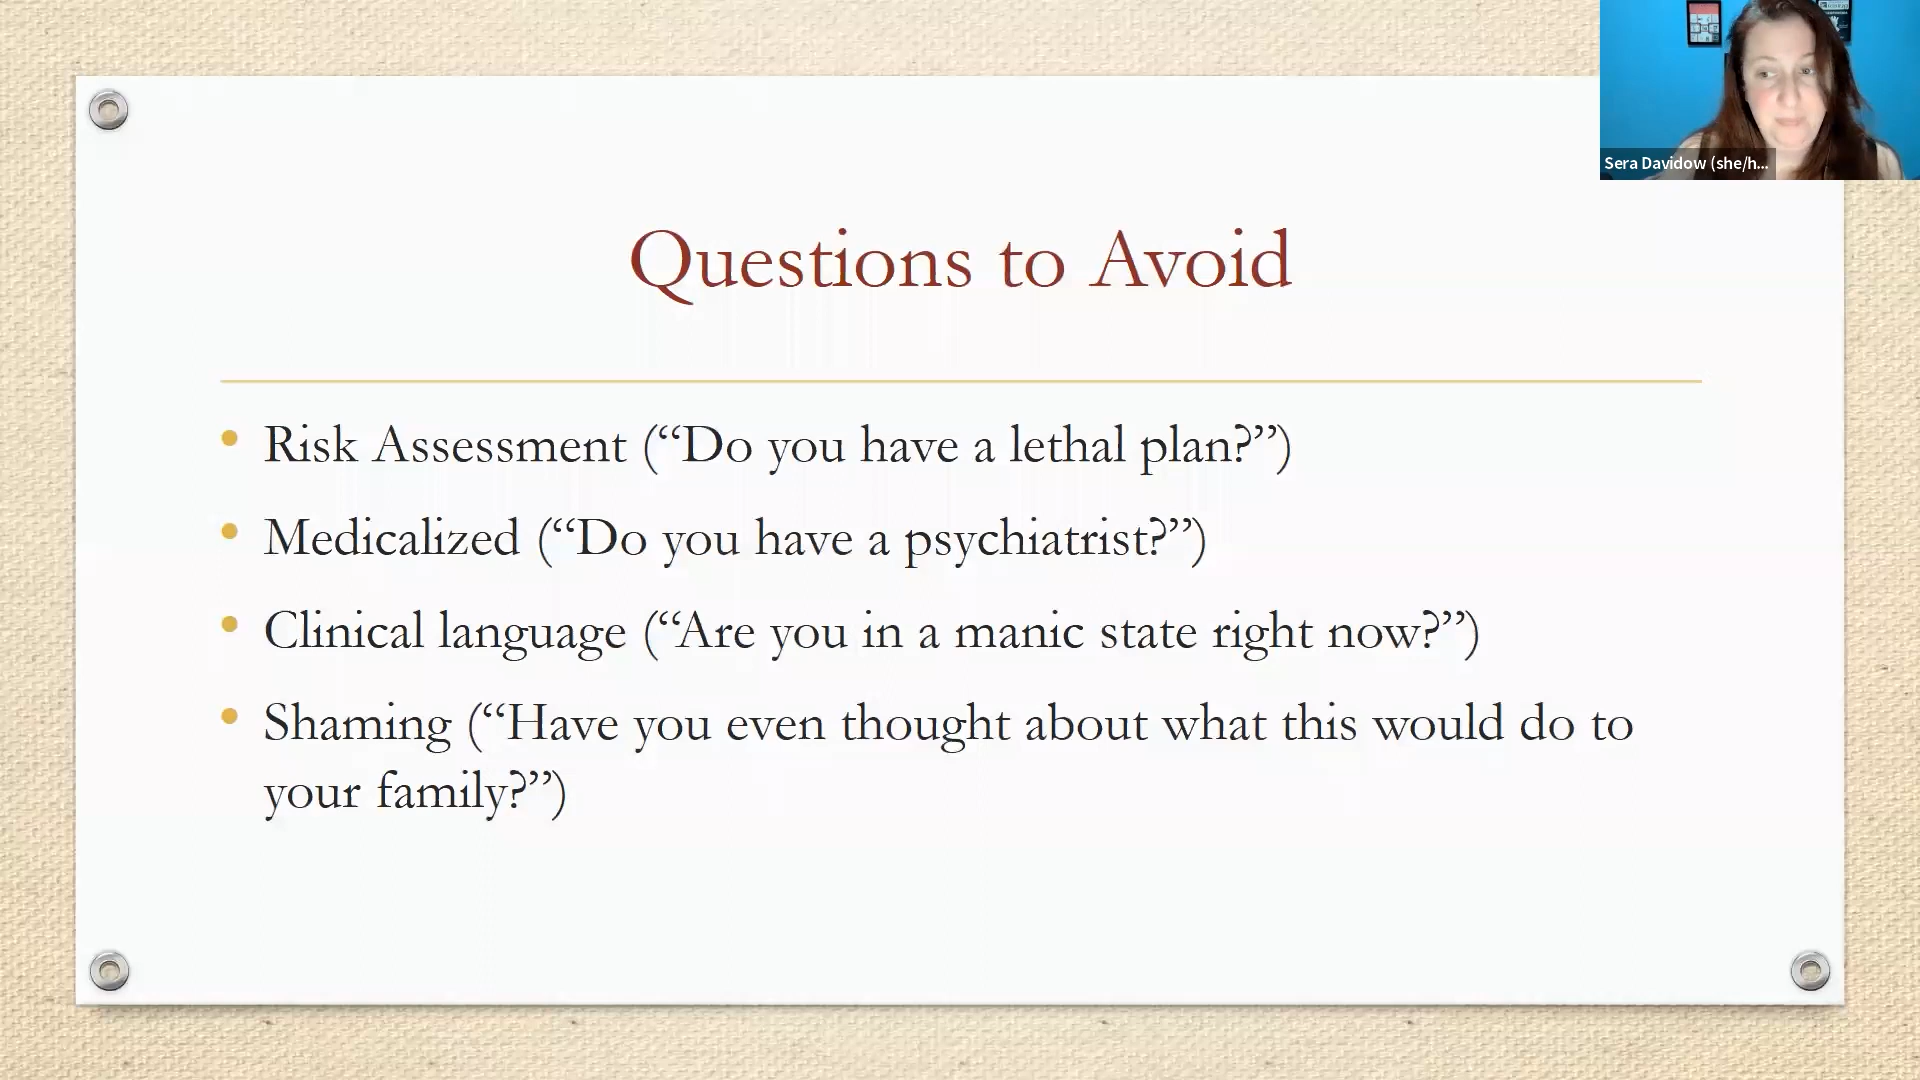 Sera Davidow (she/h...
Questions to Avoid
• Risk Assessment (“Do you have a lethal plan?”)
• Medicalized (“Do you have a psychiatrist?”)
• Clinical language (“Are you in a manic state right now?”)
• Shaming (“Have you even thought about what this would do to
your family?”)